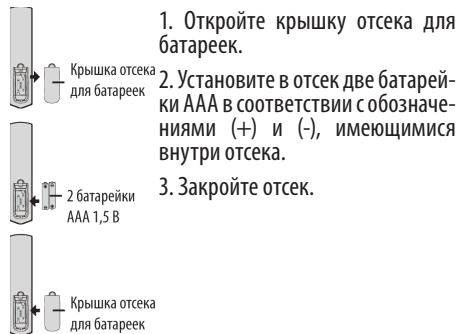 Крышка отсека
для батареек
2 батарейки
AAA 1,5 В
Крышка отсека
для батареек
1. Откройте крышку отсека для
батареек.
2. Установите в отсек две батарей-
ки AAA в соответствии с обозначе-
ниями (+) и (-), имеющимися
внутри отсека.
3. Закройте отсек.